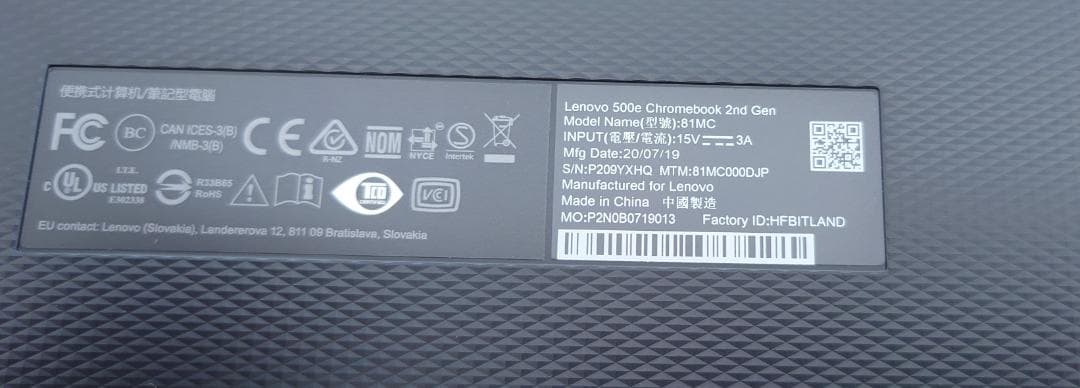 便携式计算机/筆記型電腦
FC
BC
CAN ICES-3(B)
/NMB-3(B)
CE
R-NZ
NOM
NYCE
S
Intertek
I.T.E.
c UL US LISTED
E302338
R33B65
RoHS
TCO
CERTIFIED
VCI
EU contact: Lenovo (Slovakia), Landererova 12, 811 09 Bratislava, Slovakia
Lenovo 500e Chromebook 2nd Gen
Model Name(型號):81MC
INPUT(電壓/電流):15V⎓3A
Mfg Date:20/07/19
S/N:P209YXHQ MTM:81MC000DJP
Manufactured for Lenovo
Made in China 中國製造
MO:P2N0B0719013 Factory ID:HFBITLAND